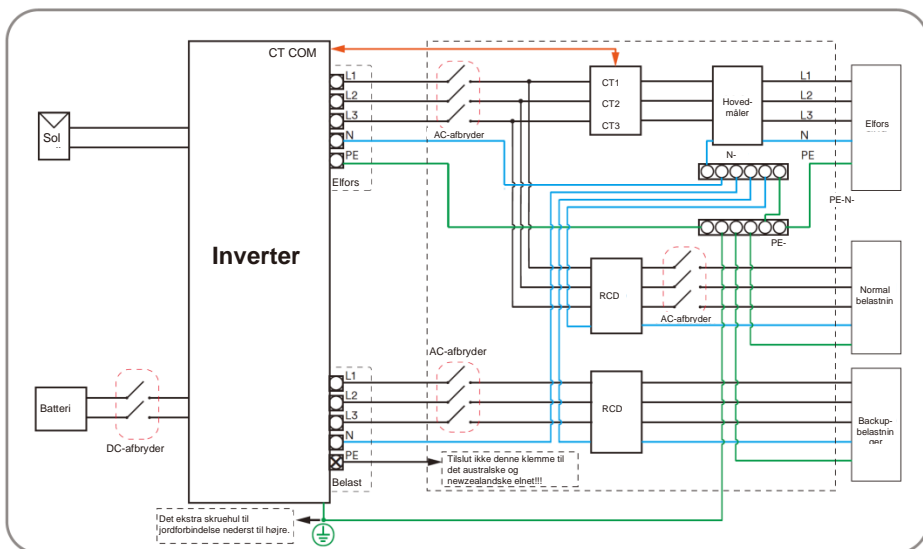 CT COM
L1
L2
L3
N
PE
Elfors
AC-afbryder
CT1
CT2
CT3
Hoved-
måler
L1
L2
L3
N
PE
Elfors
N-
PE-N-
PE-
Sol
Inverter
RCD
AC-afbryder
Normal
belastnin
Batteri
DC-afbryder
L1
L2
L3
N
PE
Belast
AC-afbryder
RCD
Backup-
belastnin
ger
Tilslut ikke denne klemme til
det australske og
newzealandske elnet!!!
Det ekstra skruehul til
jordforbindelse nederst til højre.